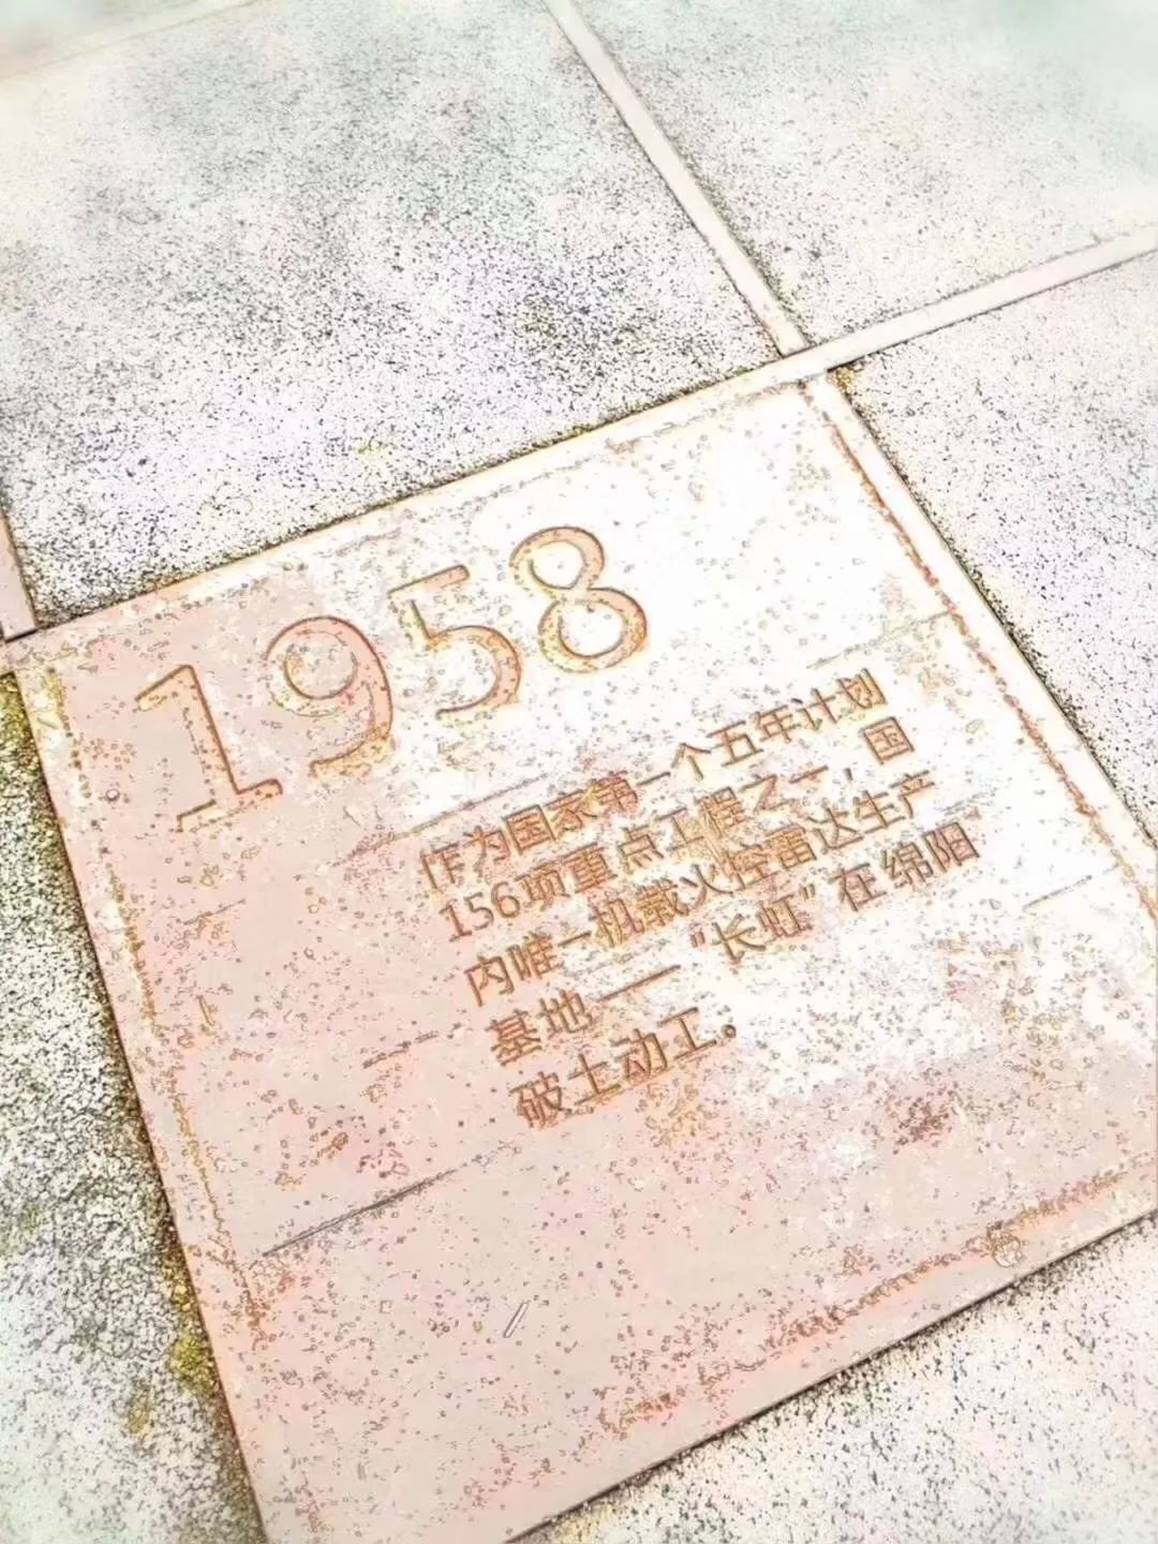 1958
作为国家第一个五年计划
156项重点工程之一，国
内唯一机载火控雷达生产
基地——"长虹"在绵阳
破土动工。